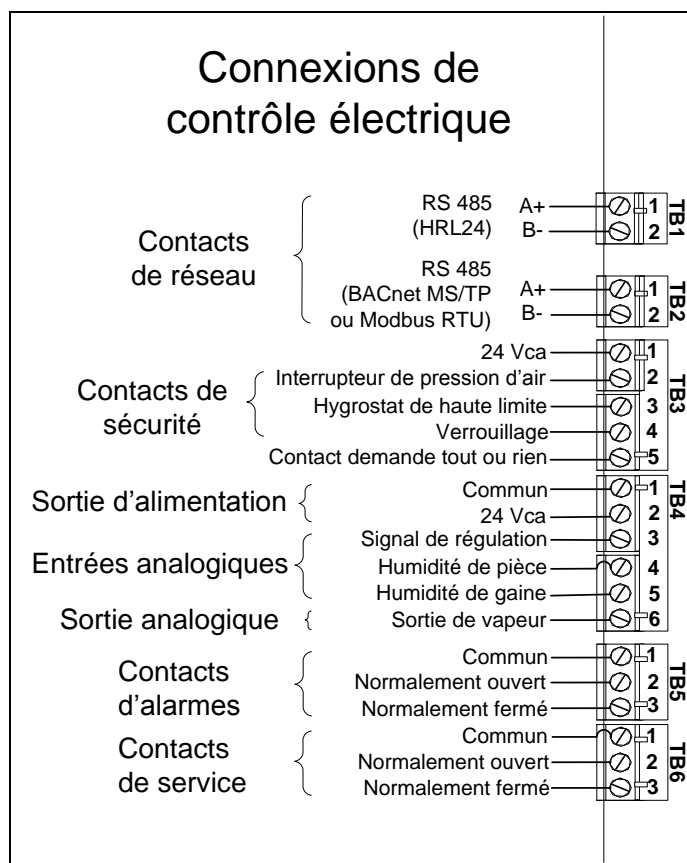 Connexions de
contrôle électrique
Contacts
de réseau
RS 485
(HRL24)
A+
B-
1
2
TB1
RS 485
(BACnet MS/TP
ou Modbus RTU)
A+
B-
1
2
TB2
Contacts de
sécurité
24 Vca
1
Interrupteur de pression d'air
2
Hygrostat de haute limite
3
Verrouillage
4
Contact demande tout ou rien
5
TB3
Sortie d'alimentation
Commun
1
24 Vca
2
Entrées analogiques
Signal de régulation
3
Humidité de pièce
4
Humidité de gaine
5
Sortie analogique
Sortie de vapeur
6
TB4
Contacts
d'alarmes
Commun
1
Normalement ouvert
2
Normalement fermé
3
TB5
Contacts
de service
Commun
1
Normalement ouvert
2
Normalement fermé
3
TB6